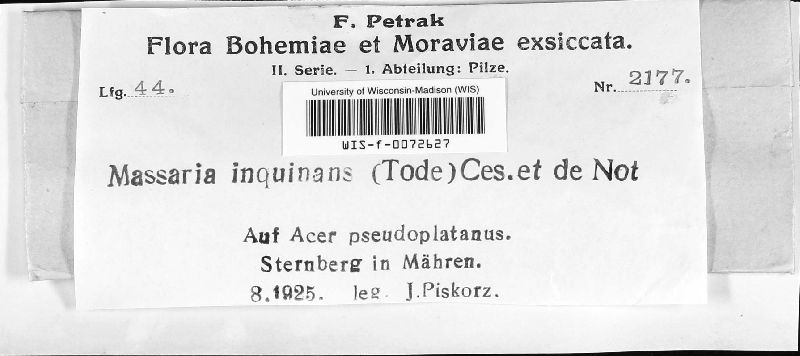 F. Petrak
Flora Bohemiae et Moraviae exsiccata.
II. Serie. — 1. Abteilung: Pilze.
Lfg. 44.
Nr. 2177.
University of Wisconsin-Madison (WIS)
WIS-f-0072627
Massaria inquinans (Tode) Ces. et de Not
Auf Acer pseudoplatanus.
Sternberg in Mähren.
8.1925. leg. J. Piskorz.